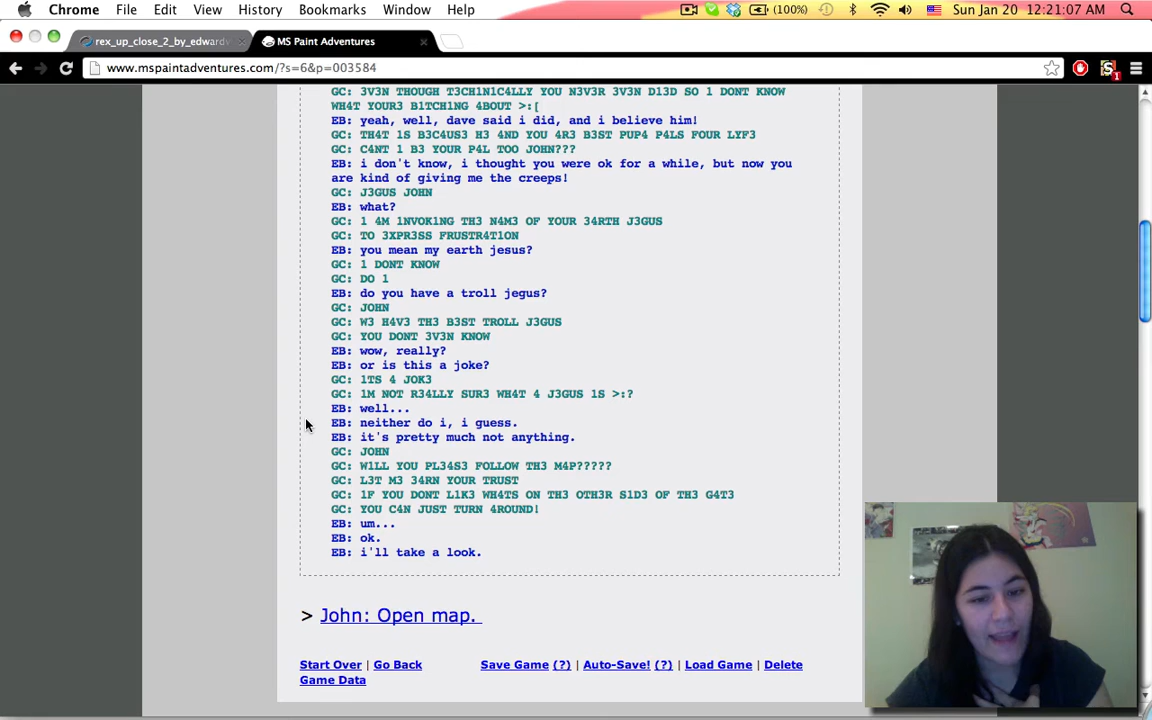 Chrome File Edit View History Bookmarks Window Help (100%) Sun Jan 20 12:21:07 AM
rex_up_close_2_by_edward MS Paint Adventures
www.mspaintadventures.com/?s=6&p=003584
GC: 3V3N THOUGH T3CH1N1C4LLY YOU N3V3R 3V3N D13D SO 1 DONT KNOW
WH4T YOUR3 B1TCH1NG 4BOUT >:[
EB: yeah, well, dave said i did, and i believe him!
GC: TH4T 1S B3C4US3 H3 4ND YOU 4R3 B3ST PUP4 P4LS FOUR LYF3
GC: C4NT 1 B3 YOUR P4L TOO JOHN???
EB: i don't know, i thought you were ok for a while, but now you
are kind of giving me the creeps!
GC: J3GUS JOHN
EB: what?
GC: 1 4M 1NVOK1NG TH3 N4M3 OF YOUR 34RTH J3GUS
GC: TO 3XPR3SS FRUSTR4T1ON
EB: you mean my earth jesus?
GC: 1 DONT KNOW
GC: DO 1
EB: do you have a troll jegus?
GC: JOHN
GC: W3 H4V3 TH3 B3ST TROLL J3GUS
GC: YOU DONT 3V3N KNOW
EB: wow, really?
EB: or is this a joke?
GC: 1TS 4 JOK3
GC: 1M NOT R34LLY SUR3 WH4T 4 J3GUS 1S >:?
EB: well...
EB: neither do i, i guess.
EB: it's pretty much not anything.
GC: JOHN
GC: W1LL YOU PL34S3 FOLLOW TH3 M4P?????
GC: L3T M3 34RN YOUR TRUST
GC: 1F YOU DONT L1K3 WH4TS ON TH3 OTH3R S1D3 OF TH3 G4T3
GC: YOU C4N JUST TURN 4ROUND!
EB: um...
EB: ok.
EB: i'll take a look.
> John: Open map.
Start Over | Go Back Save Game (?) | Auto-Save! (?) | Load Game | Delete
Game Data